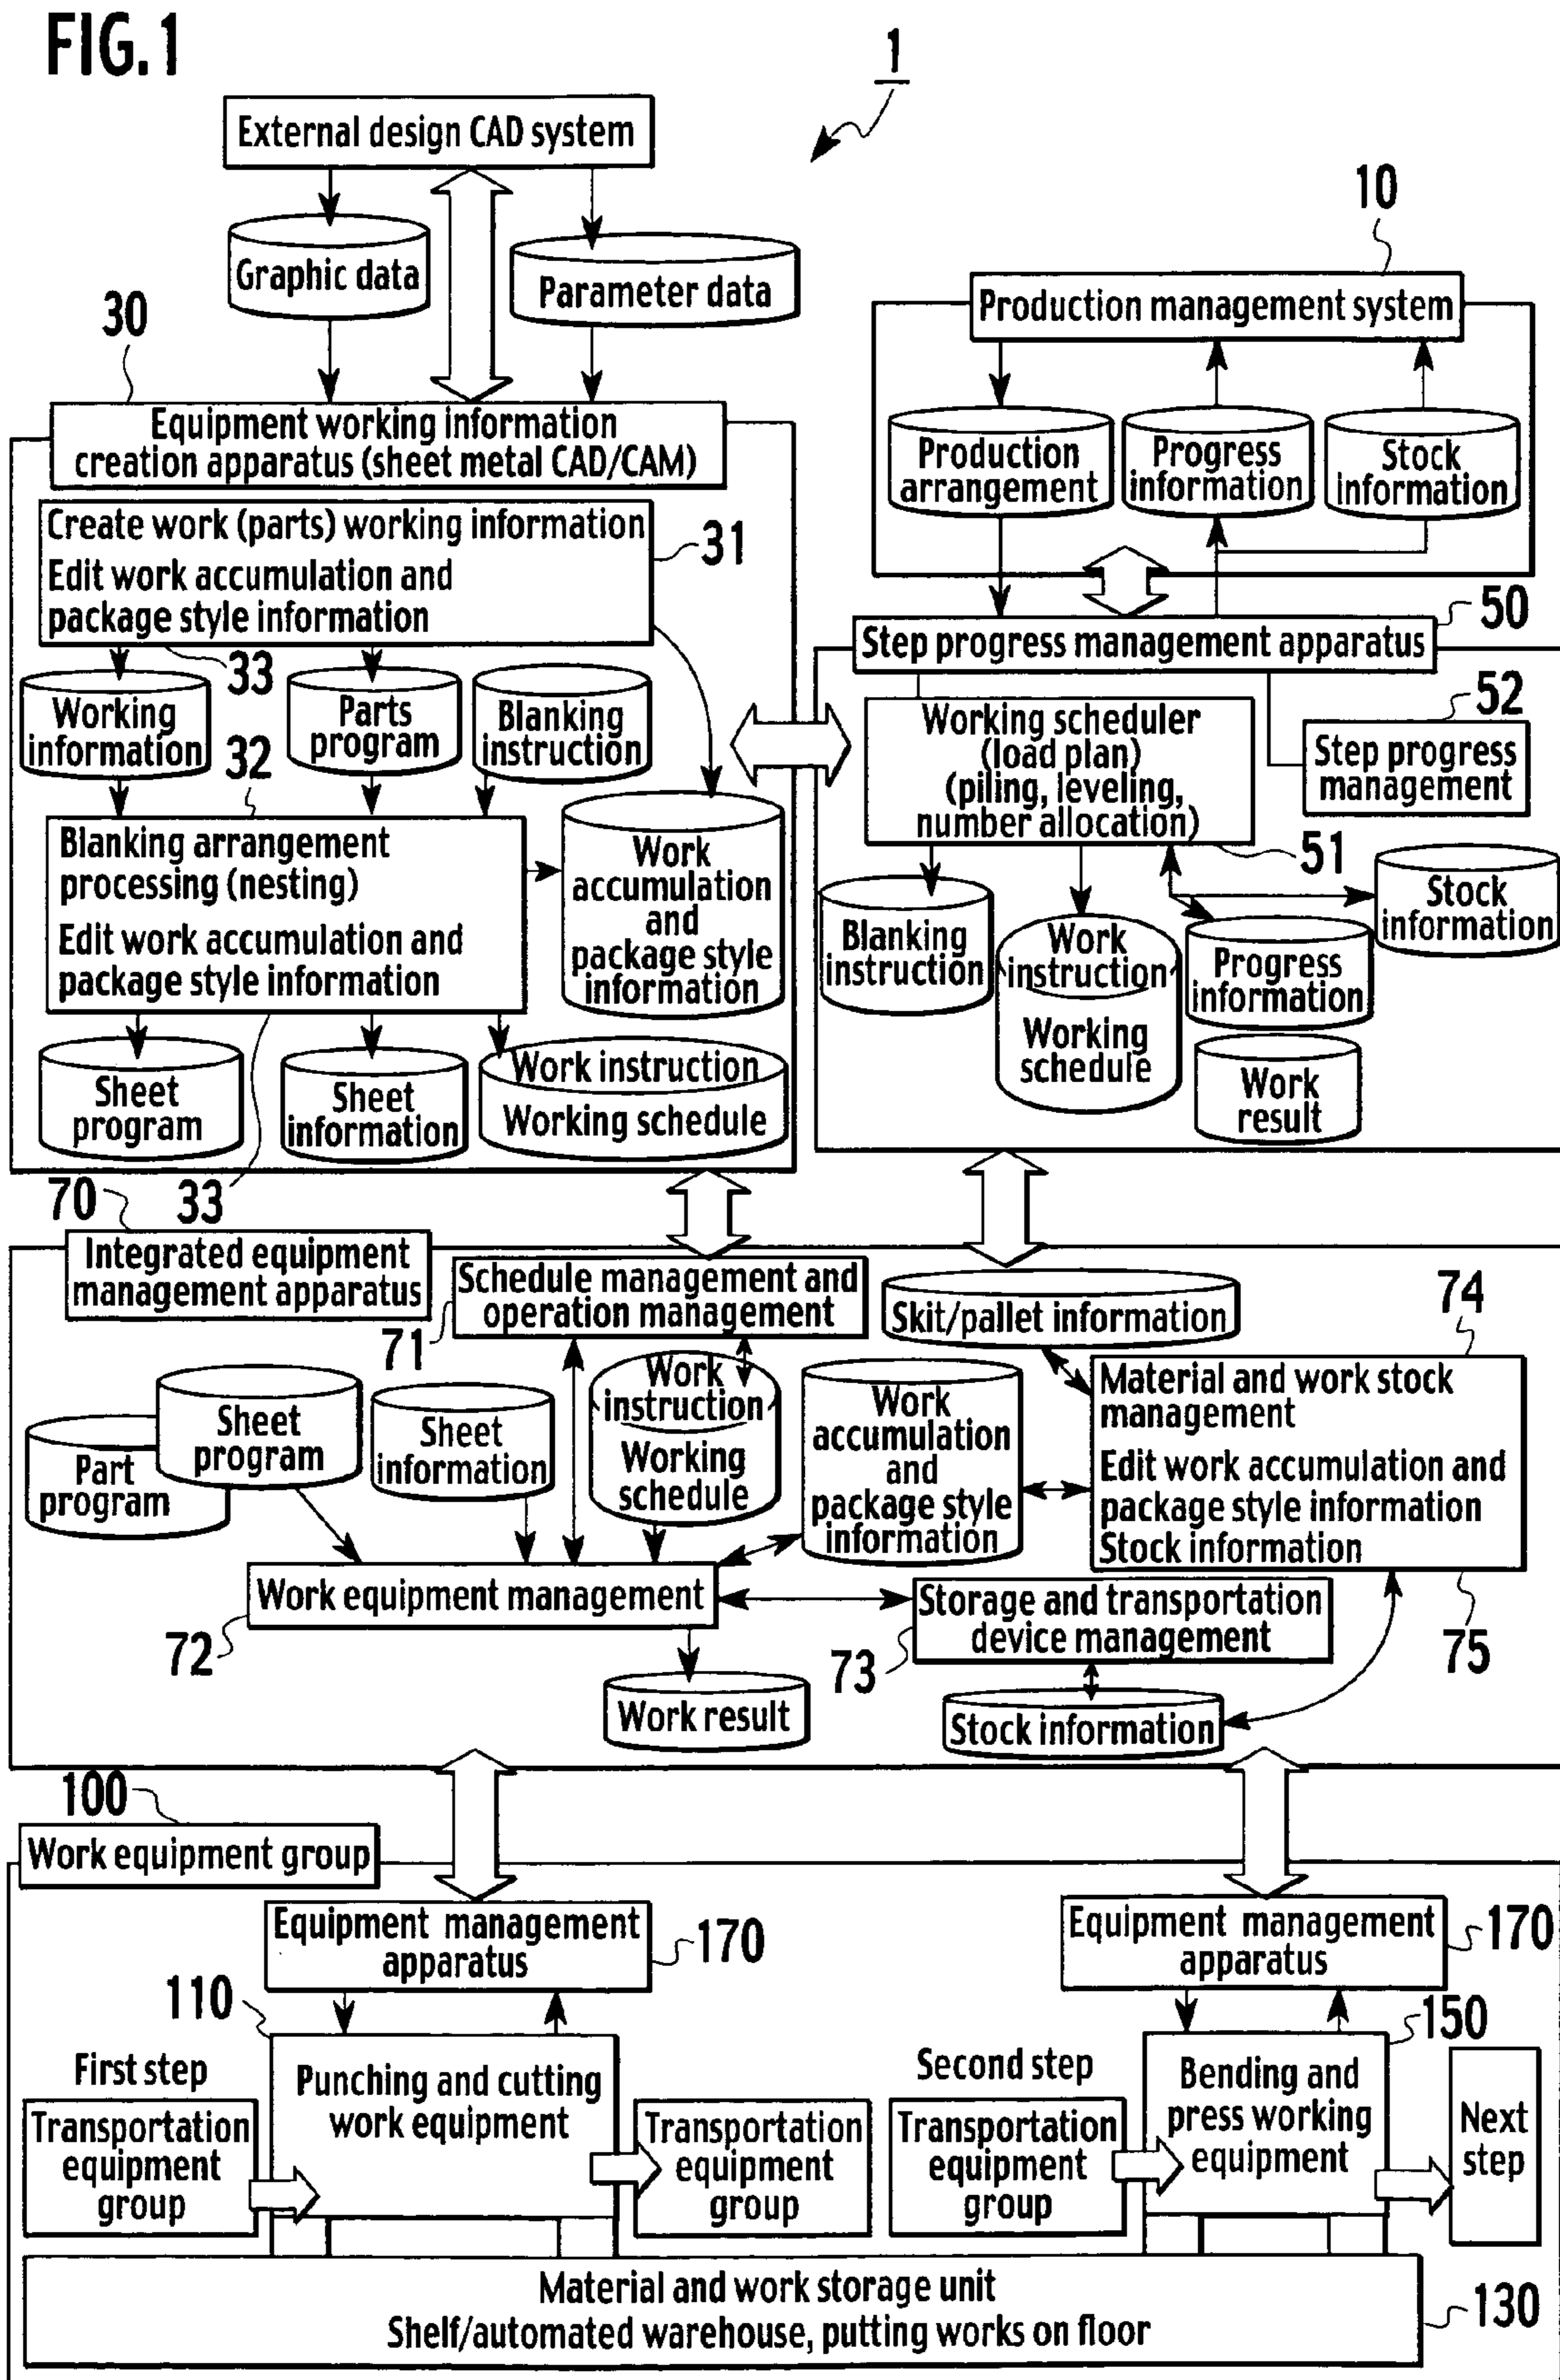 FIG.1
1
External design CAD system
Graphic data
Parameter data
10
Production management system
Production
arrangement
Progress
information
Stock
information
30
Equipment working information
creation apparatus (sheet metal CAD/CAM)
Create work (parts) working information
Edit work accumulation and
package style information
31
33
Working
information
Parts
program
Blanking
instruction
32
Blanking arrangement
processing (nesting)
Edit work accumulation and
package style information
Work
accumulation
and
package style
information
Sheet
program
Sheet
information
Work instruction
Working schedule
33
50
Step progress management apparatus
52
Working scheduler
(load plan)
(piling, leveling,
number allocation)
Step progress
management
51
Blanking
instruction
Work
instruction
Working
schedule
Stock
information
Progress
information
Work
result
70
Integrated equipment
management apparatus
Schedule management and
operation management
71
Skit/pallet information
74
Part
program
Sheet
program
Sheet
information
Work
instruction
Working
schedule
Work
accumulation
and
package style
information
Material and work stock
management
Edit work accumulation and
package style information
Stock information
Work equipment management
72
Storage and transportation
device management
73
75
Work result
Stock information
100
Work equipment group
Equipment management
apparatus
170
Equipment management
apparatus
170
110
150
First step
Transportation
equipment
group
Punching and cutting
work equipment
Transportation
equipment
group
Second step
Transportation
equipment
group
Bending and
press working
equipment
Next
step
Material and work storage unit
Shelf/automated warehouse, putting works on floor
130